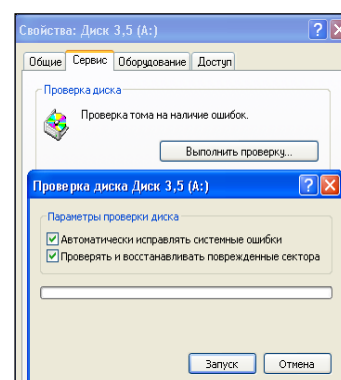 Свойства: Диск 3,5 (A:)
Общие Сервис Оборудование Доступ
Проверка диска
Проверка тома на наличие ошибок.
Выполнить проверку...
Проверка диска Диск 3,5 (A:)
Параметры проверки диска
Автоматически исправлять системные ошибки
Проверять и восстанавливать поврежденные сектора
Запуск Отмена